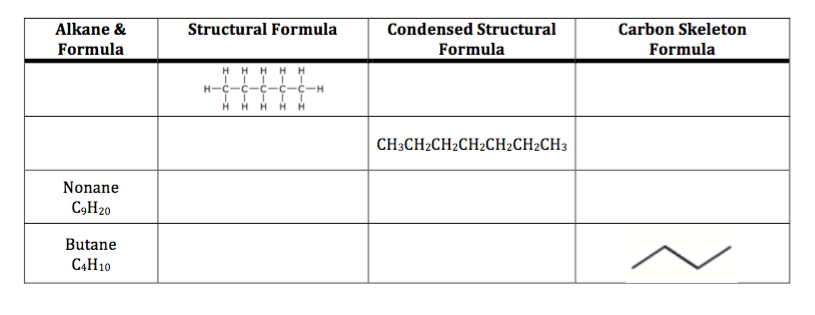 Alkane & Formula
Structural Formula
Condensed Structural Formula
Carbon Skeleton Formula
H H H H H
H-C-C-C-C-C-H
H H H H H
CH₃CH₂CH₂CH₂CH₂CH₂CH₃
Nonane
C₉H₂₀
Butane
C₄H₁₀